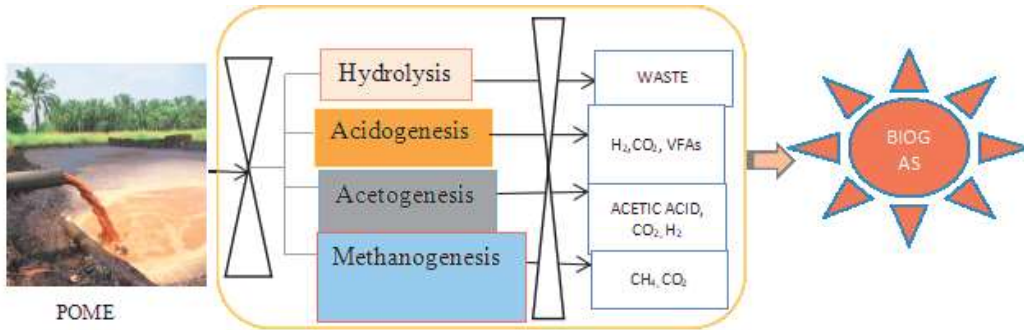 POME
Hydrolysis
Acidogenesis
Acetogenesis
Methanogenesis
WASTE
H₂,CO₂, VFAs
ACETIC ACID,
CO₂, H₂
CH₄, CO₂
BIOG
AS